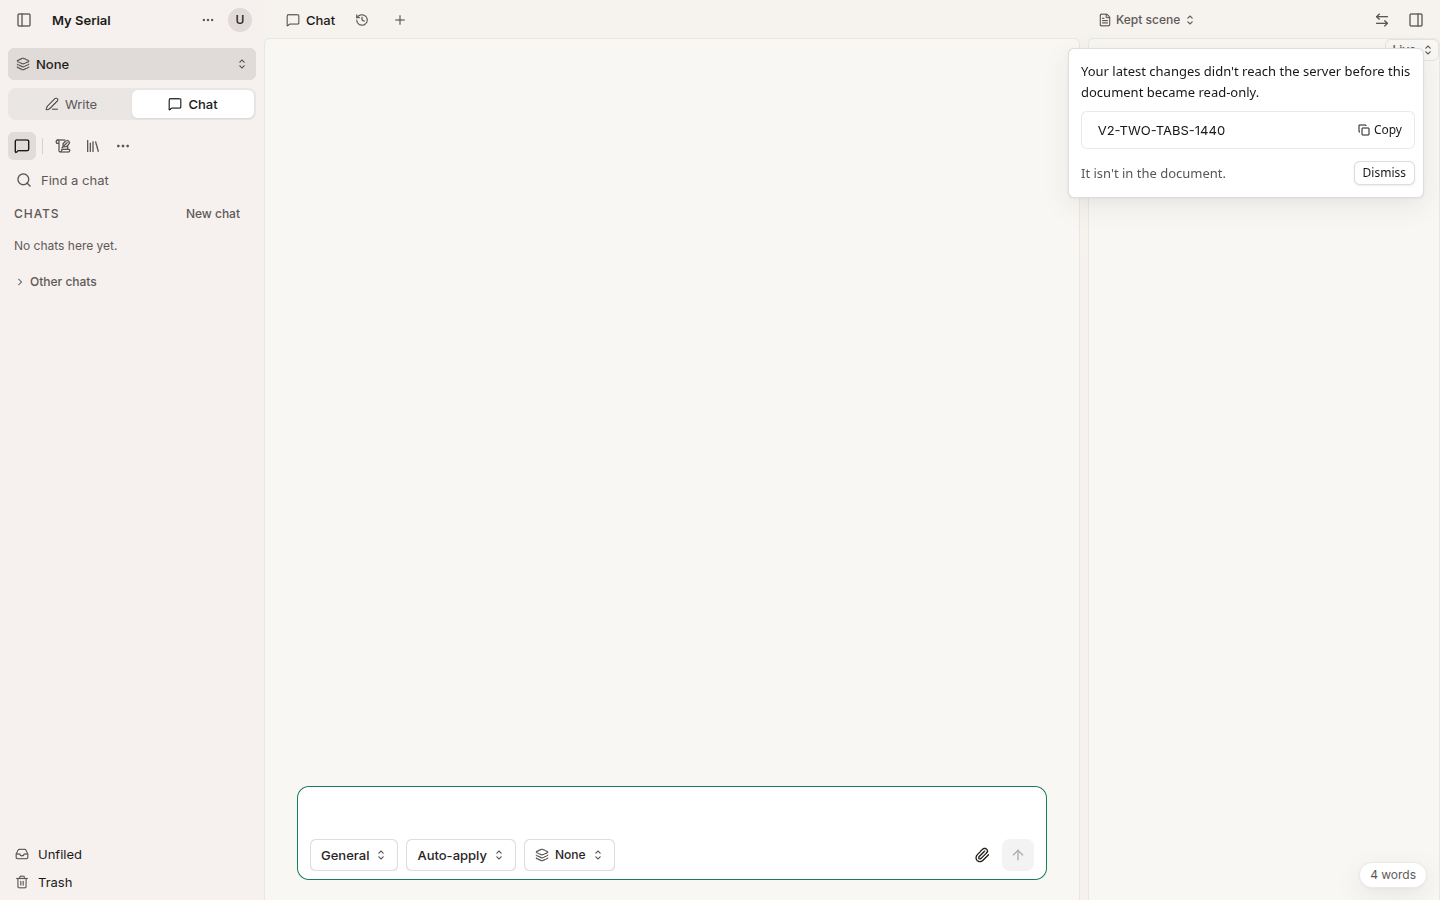 My Serial
U
None
Write
Chat
Find a chat
CHATS
New chat
No chats here yet.
Other chats
Unfiled
Trash
Chat
General
Auto-apply
None
Kept scene
Your latest changes didn't reach the server before this
document became read-only.
V2-TWO-TABS-1440
Copy
It isn't in the document.
Dismiss
4 words